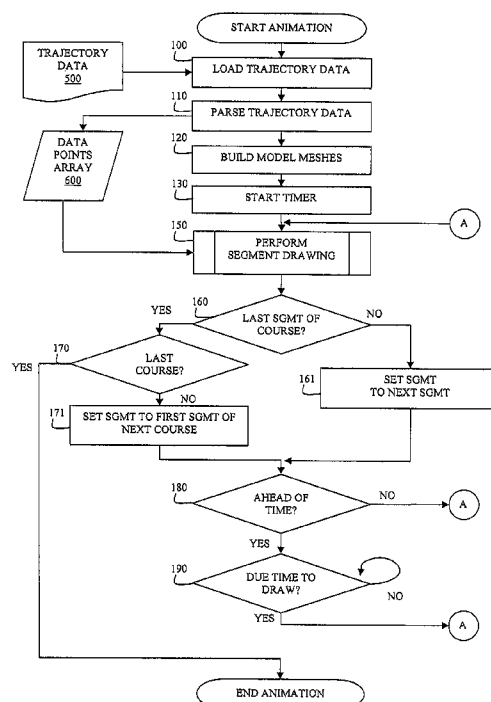 START ANIMATION
TRAJECTORY
DATA
500
100
LOAD TRAJECTORY DATA
110
PARSE TRAJECTORY DATA
DATA
POINTS
ARRAY
600
120
BUILD MODEL MESHES
130
START TIMER
A
150
PERFORM
SEGMENT DRAWING
160
YES
LAST SGMT OF
COURSE?
NO
170
YES
LAST
COURSE?
NO
161
SET SGMT
TO NEXT SGMT
171
SET SGMT TO FIRST SGMT OF
NEXT COURSE
180
AHEAD OF
TIME?
NO
A
YES
190
DUE TIME TO
DRAW?
NO
YES
A
END ANIMATION